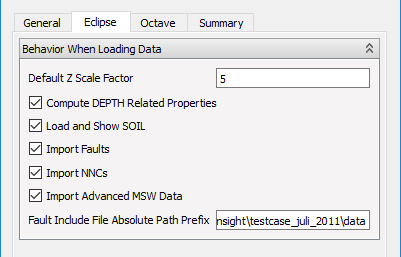 General Eclipse Octave Summary
Behavior When Loading Data
Default Z Scale Factor 5
Compute DEPTH Related Properties
Load and Show SOIL
Import Faults
Import NNCs
Import Advanced MSW Data
Fault Include File Absolute Path Prefix nsight\testcase_juli_2011\data